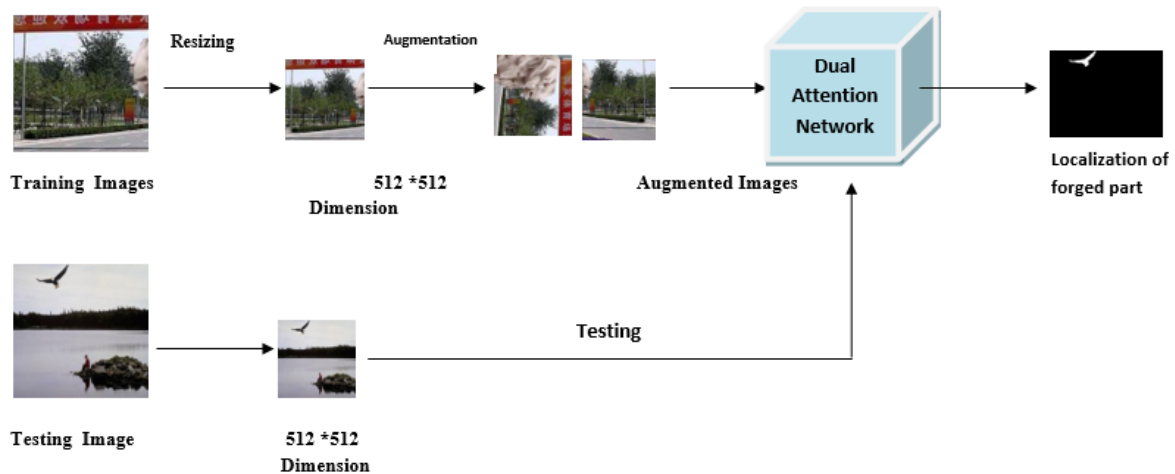 Resizing
Augmentation
Training Images
512 *512
Dimension
Augmented Images
Dual
Attention
Network
Localization of
forged part
Testing
Testing Image
512 *512
Dimension